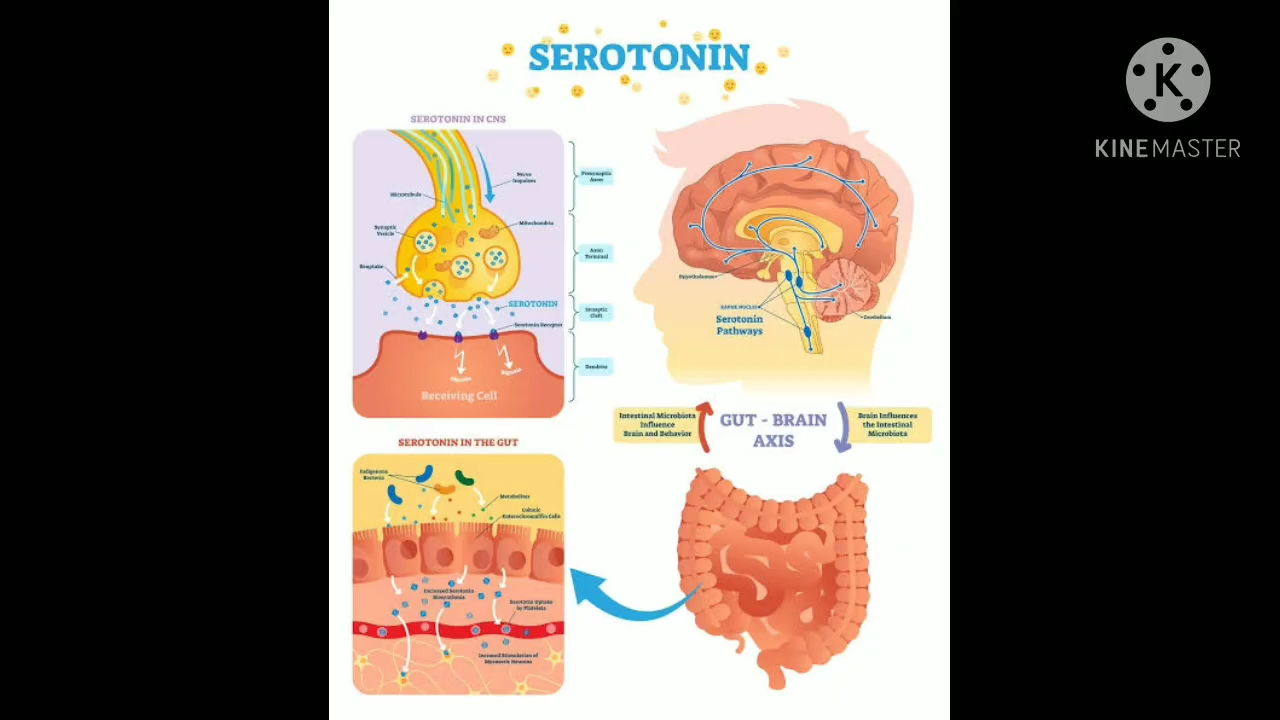 SEROTONIN
SEROTONIN IN CNS
Nerve
Impulses
Microtubule
Synaptic
Vesicle
Mitochondria
Reuptake
SEROTONIN
Serotonin Receptor
Signals
Signals
Receiving Cell
Presynaptic
Axon
Axon
Terminal
Synaptic
Cleft
Dendrite
Hypothalamus
RAPHE NUCLEI
Serotonin
Pathways
Cerebellum
Intestinal Microbiota
Influence
Brain and Behavior
GUT - BRAIN
AXIS
Brain Influences
the Intestinal
Microbiota
SEROTONIN IN THE GUT
Indigenous
Bacteria
Metabolites
Colonic
Enterochromaffin Cells
Increased Serotonin
Biosynthesis
Serotonin Uptake
by Platelets
Increased Stimulation of
Myenteric Neurons
K
KINEMASTER